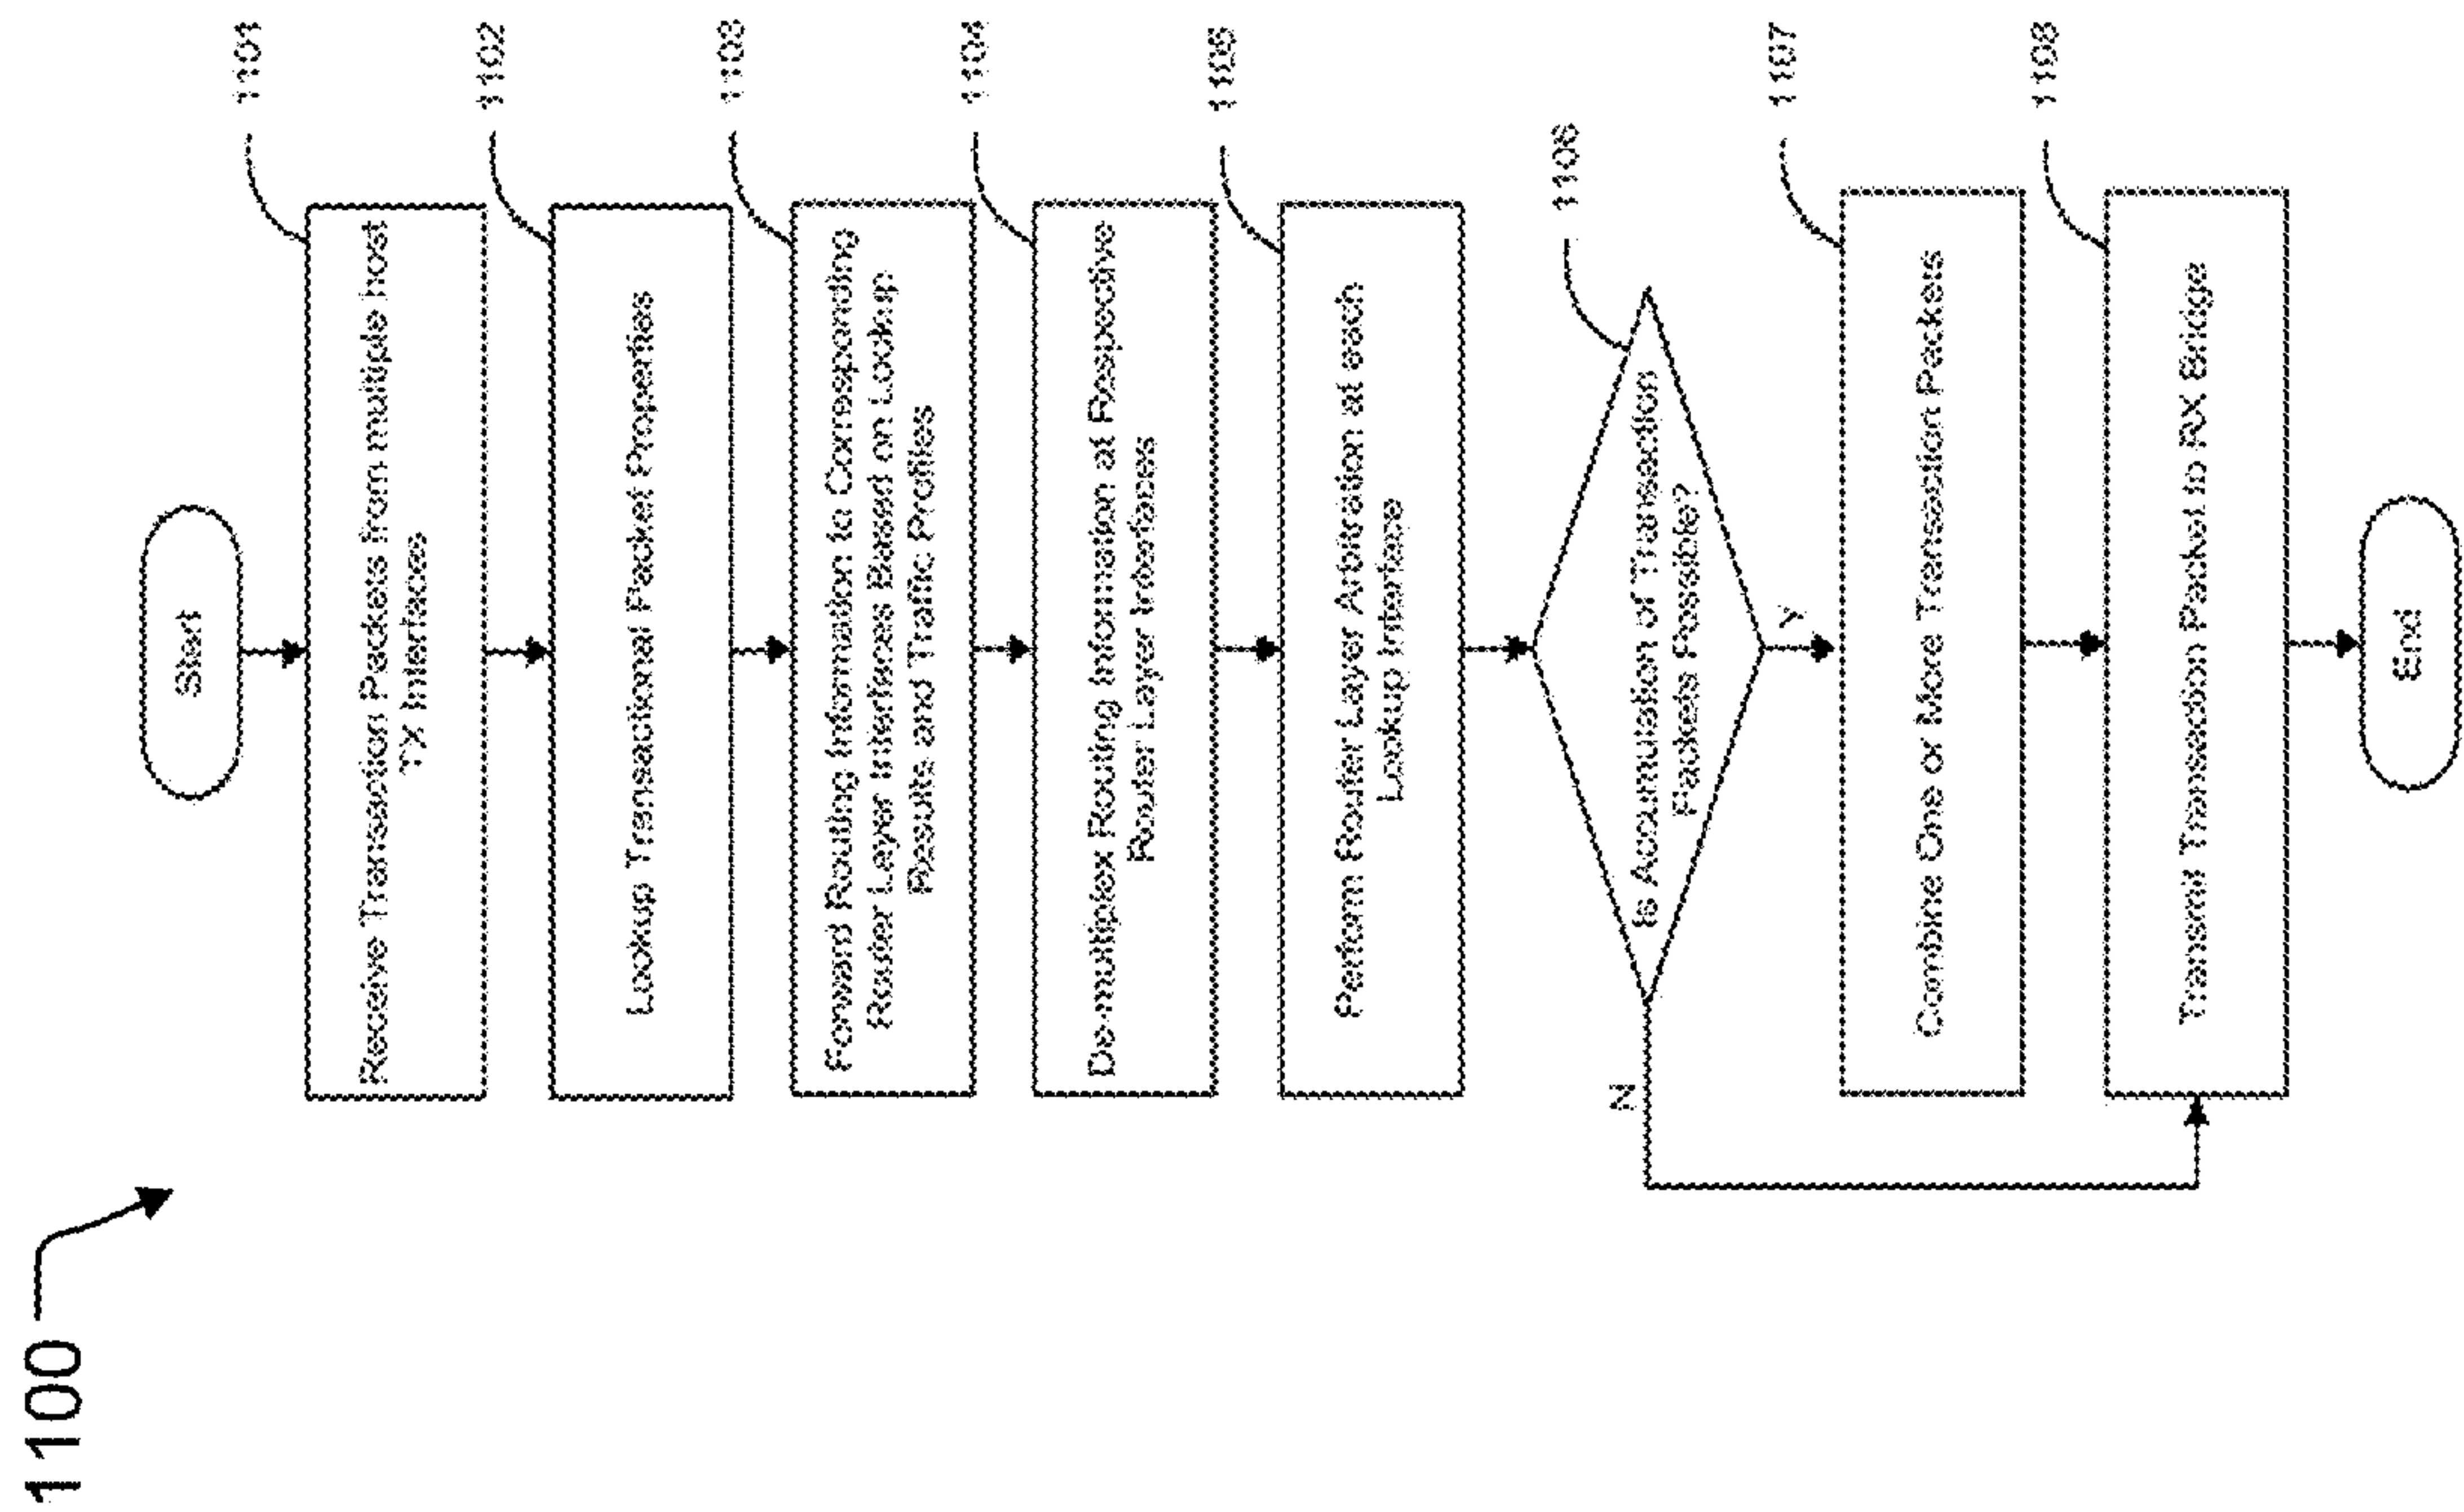 1100
Start
Receive Transaction Packets from multiple host
TX Interfaces
1101
Lookup Transactional Packet Properties
1102
Forward Routing Information to Corresponding
Router Layer Interfaces Based on Lookup
Results and Traffic Profiles
1103
De-multiplex Routing Information at Respective
Router Layer Interfaces
1104
Perform Router Layer Arbitration at each
Lookup Interface
1105
Is Accumulation of Transaction
Packets Possible?
1106
N
Y
Combine One or More Transaction Packets
1107
Transmit Transaction Packet to RX Bridge
1108
End